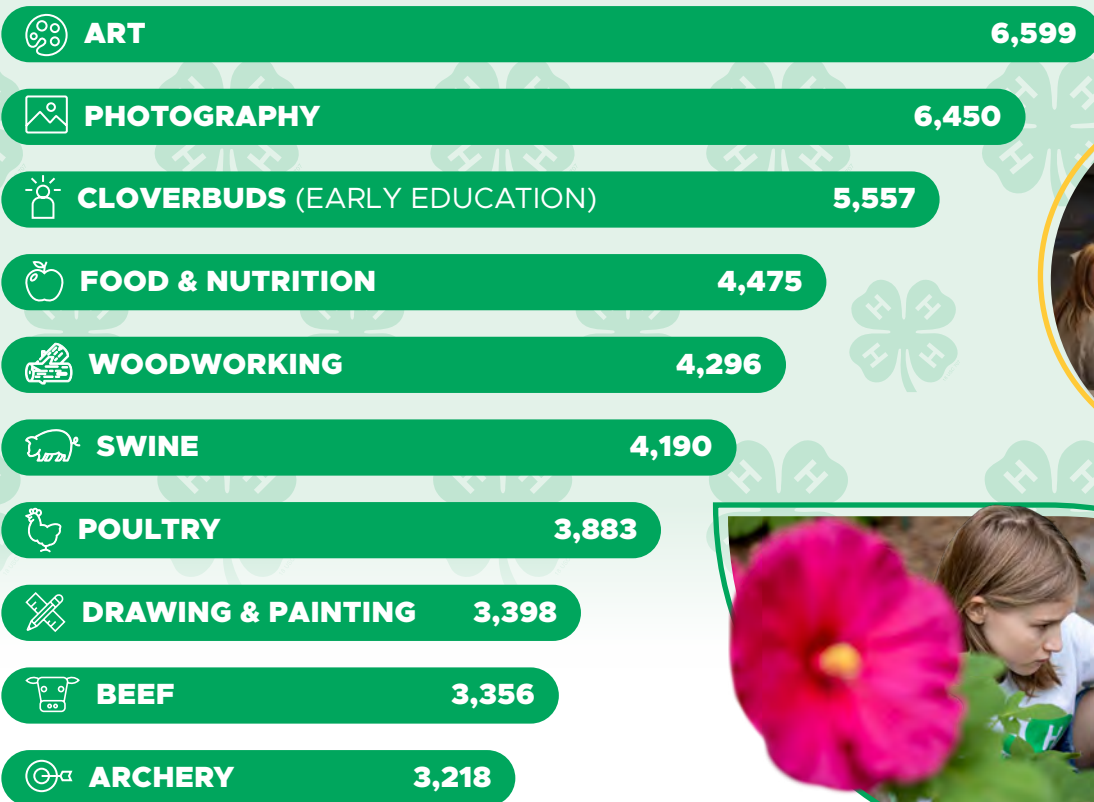 ART 6,599
PHOTOGRAPHY 6,450
CLOVERBUDS (EARLY EDUCATION) 5,557
FOOD & NUTRITION 4,475
WOODWORKING 4,296
SWINE 4,190
POULTRY 3,883
DRAWING & PAINTING 3,398
BEEF 3,356
ARCHERY 3,218